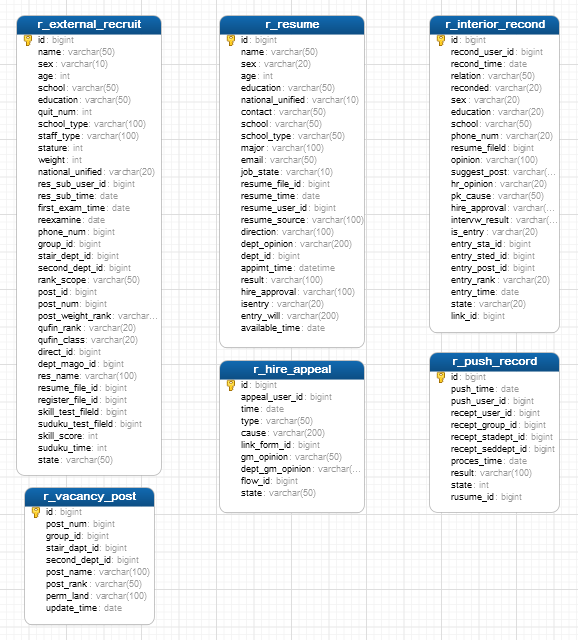 r_external_recruit
id: bigint
name: varchar(50)
sex: varchar(10)
age: int
school: varchar(50)
education: varchar(50)
quit_num: int
school_type: varchar(100)
staff_type: varchar(100)
stature: int
weight: int
national_unified: varchar(20)
res_sub_user_id: bigint
res_sub_time: date
first_exam_time: date
reexamine: date
phone_num: bigint
group_id: bigint
stair_dept_id: bigint
second_dept_id: bigint
rank_scope: varchar(50)
post_id: bigint
post_num: bigint
post_weight_rank: varchar...
qufin_rank: varchar(20)
qufin_class: varchar(20)
direct_id: bigint
dept_mago_id: bigint
res_name: varchar(100)
resume_file_id: bigint
register_file_id: bigint
skill_test_fileId: bigint
suduku_test_fileId: bigint
skill_score: int
suduku_time: int
state: varchar(50)
r_resume
id: bigint
name: varchar(50)
sex: varchar(20)
age: int
education: varchar(50)
national_unified: varchar(10)
contact: varchar(50)
school: varchar(50)
school_type: varchar(50)
major: varchar(100)
email: varchar(50)
job_state: varchar(10)
resume_file_id: bigint
resume_time: date
resume_user_id: bigint
resume_source: varchar(100)
direction: varchar(100)
dept_opinion: varchar(200)
dept_id: bigint
appimt_time: datetime
result: varchar(100)
hire_approval: varchar(100)
isentry: varchar(20)
entry_will: varchar(200)
available_time: date
r_interior_recond
id: bigint
recond_user_id: bigint
recond_time: date
relation: varchar(50)
reconded: varchar(20)
sex: varchar(20)
education: varchar(20)
school: varchar(50)
phone_num: varchar(20)
resume_fileId: bigint
opinion: varchar(100)
suggest_post: varchar(...
hr_opinion: varchar(20)
pk_cause: varchar(50)
hire_approval: varchar(...
intervw_result: varchar(...
is_entry: varchar(20)
entry_sta_id: bigint
entry_sted_id: bigint
entry_post_id: bigint
entry_rank: varchar(20)
entry_time: date
state: varchar(20)
link_id: bigint
r_hire_appeal
id: bigint
appeal_user_id: bigint
time: date
type: varchar(50)
cause: varchar(200)
link_form_id: bigint
gm_opinion: varchar(50)
dept_gm_opinion: varchar(...
flow_id: bigint
state: varchar(50)
r_push_record
id: bigint
push_time: date
push_user_id: bigint
recept_user_id: bigint
recept_group_id: bigint
recept_stadept_id: bigint
recept_seddept_id: bigint
proces_time: date
result: varchar(100)
state: int
rusume_id: bigint
r_vacancy_post
id: bigint
post_num: bigint
group_id: bigint
stair_dapt_id: bigint
second_dept_id: bigint
post_name: varchar(100)
post_rank: varchar(50)
perm_land: varchar(100)
update_time: date